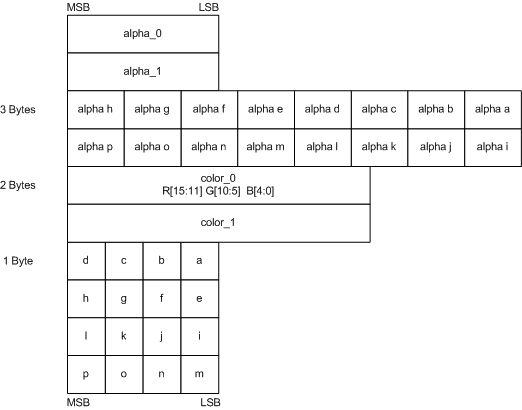 MSB LSB
alpha_0
alpha_1
3 Bytes alpha h alpha g alpha f alpha e alpha d alpha c alpha b alpha a
alpha p alpha o alpha n alpha m alpha l alpha k alpha j alpha i
2 Bytes color_0
R[15:11] G[10:5] B[4:0]
color_1
1 Byte d c b a
h g f e
l k j i
p o n m
MSB LSB